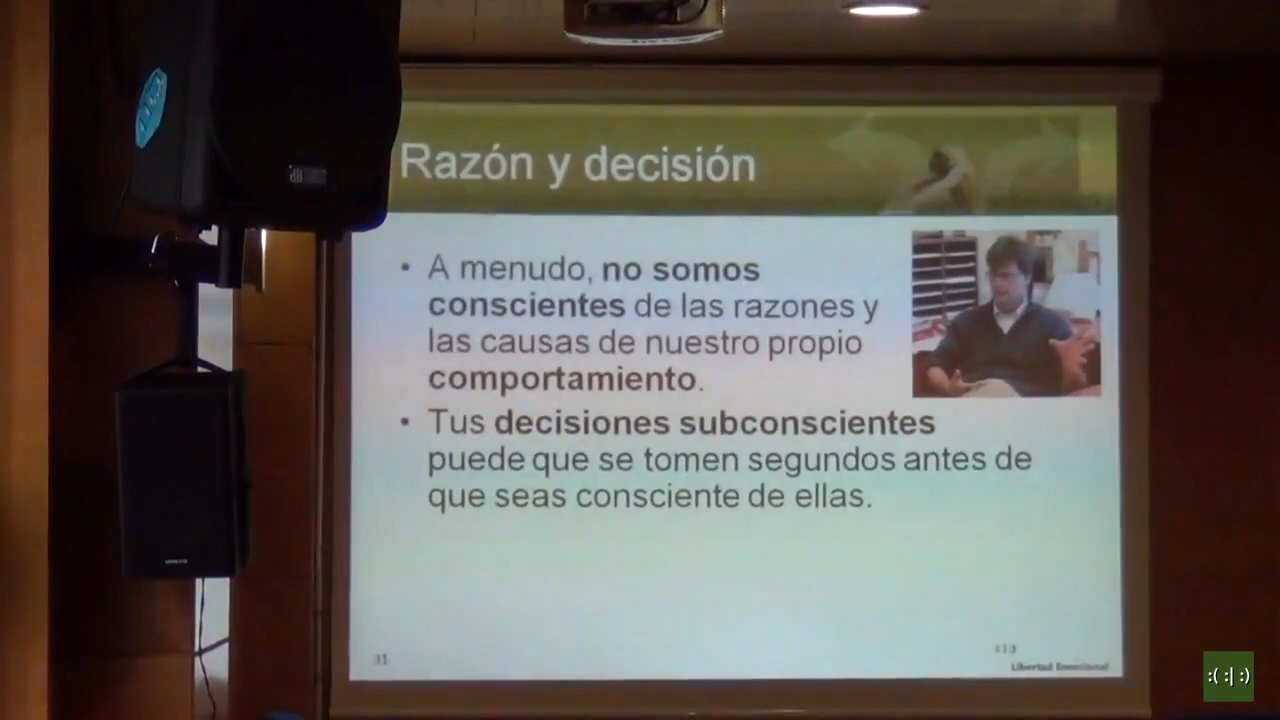 Razón y decisión
• A menudo, no somos
conscientes de las razones y
las causas de nuestro propio
comportamiento.
• Tus decisiones subconscientes
puede que se tomen segundos antes de
que seas consciente de ellas.
31
Libertad Emocional
:( :| :)
dB